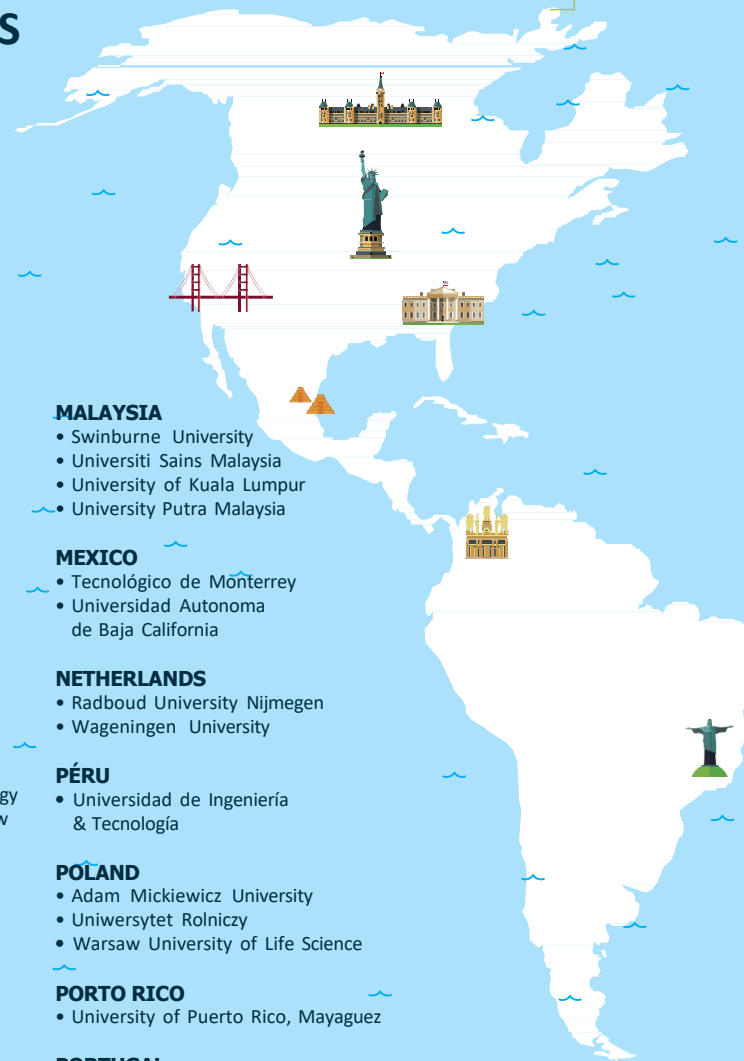 S
MALAYSIA
• Swinburne University
• Universiti Sains Malaysia
• University of Kuala Lumpur
• University Putra Malaysia
MEXICO
• Tecnológico de Monterrey
• Universidad Autonoma
de Baja California
NETHERLANDS
• Radboud University Nijmegen
• Wageningen University
PÉRU
• Universidad de Ingeniería
& Tecnología
gy
w
POLAND
• Adam Mickiewicz University
• Uniwersytet Rolniczy
• Warsaw University of Life Science
PORTO RICO
• University of Puerto Rico, Mayaguez
PORTUGAL